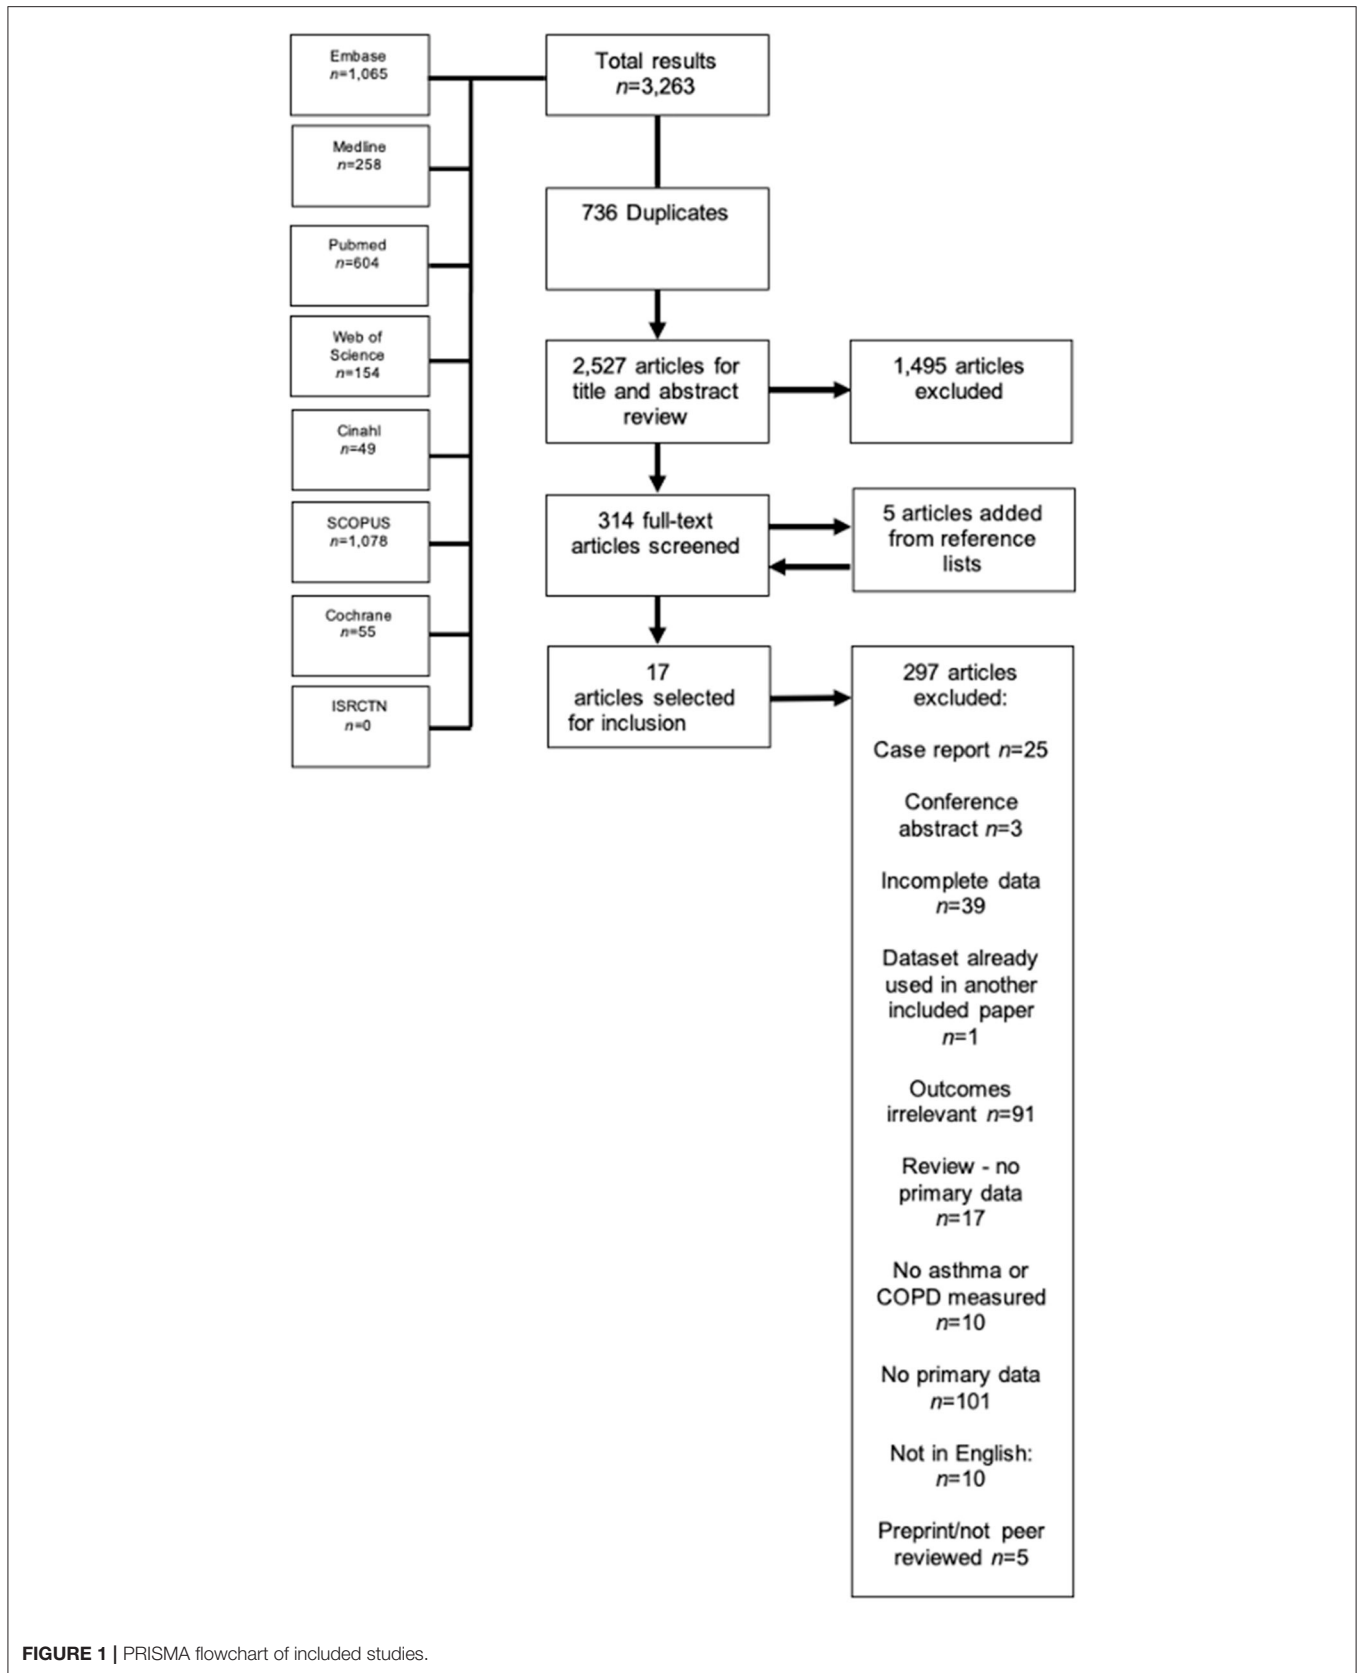 Embase
n=1,065
Medline
n=258
Pubmed
n=604
Web of
Science
n=154
Cinahl
n=49
SCOPUS
n=1,078
Cochrane
n=55
ISRCTN
n=0
Total results
n=3,263
736 Duplicates
2,527 articles for
title and abstract
review
1,495 articles
excluded
314 full-text
articles screened
5 articles added
from reference
lists
17
articles selected
for inclusion
297 articles
excluded:
Case report n=25
Conference
abstract n=3
Incomplete data
n=39
Dataset already
used in another
included paper
n=1
Outcomes
irrelevant n=91
Review - no
primary data
n=17
No asthma or
COPD measured
n=10
No primary data
n=101
Not in English:
n=10
Preprint/not peer
reviewed n=5
FIGURE 1 | PRISMA flowchart of included studies.